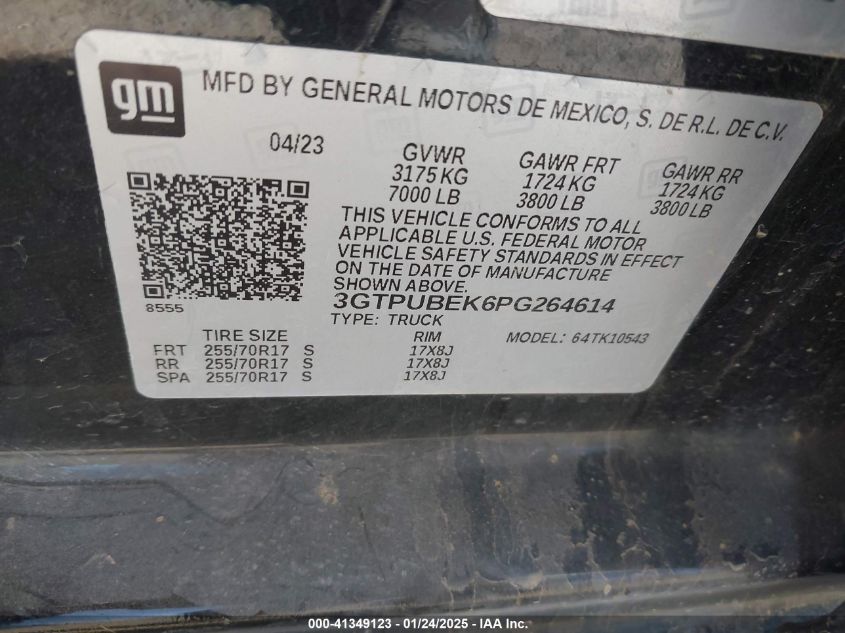 gm
MFD BY GENERAL MOTORS DE MEXICO, S. DE R.L. DE C.V.
04/23
GVWR GAWR FRT GAWR RR
3175 KG 1724 KG 1724 KG
7000 LB 3800 LB 3800 LB
THIS VEHICLE CONFORMS TO ALL
APPLICABLE U.S. FEDERAL MOTOR
VEHICLE SAFETY STANDARDS IN EFFECT
ON THE DATE OF MANUFACTURE
SHOWN ABOVE.
8555
3GTPUBEK6PG264614
TYPE: TRUCK MODEL: 64TK10543
TIRE SIZE RIM
FRT 255/70R17 S 17X8J
RR 255/70R17 S 17X8J
SPA 255/70R17 S 17X8J
000-41349123 - 01/24/2025 - IAA Inc.